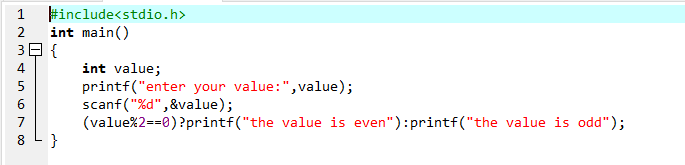 1 #include<stdio.h>
2 int main()
3 {
4 int value;
5 printf("enter your value:",value);
6 scanf("%d",&value);
7 (value%2==0)?printf("the value is even"):printf("the value is odd");
8 }